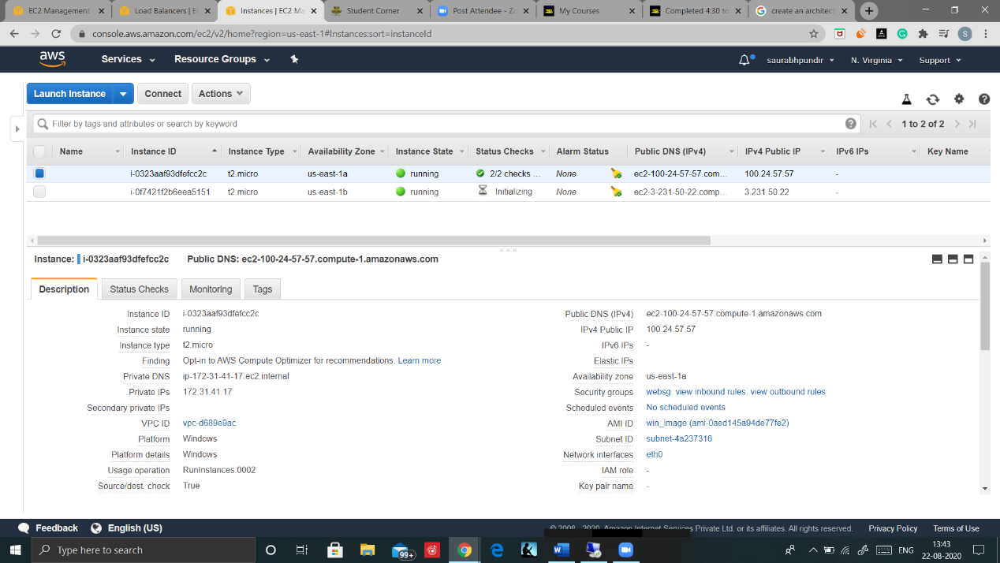 EC2 Management
Load Balancers | E
Instances | EC2 Ma
Student Corner
Post Attendee - Zo
My Courses
Completed 4:30 to
create an architect
console.aws.amazon.com/ec2/v2/home?region=us-east-1#Instances:sort=instanceId
S
aws Services Resource Groups saurabhpundir N. Virginia Support
Launch Instance Connect Actions
Filter by tags and attributes or search by keyword 1 to 2 of 2
Name Instance ID Instance Type Availability Zone Instance State Status Checks Alarm Status Public DNS (IPv4) IPv4 Public IP IPv6 IPs Key Name
i-0323aaf93dfefcc2c t2.micro us-east-1a running 2/2 checks ... None ec2-100-24-57-57.com... 100.24.57.57 -
i-0f7421f2b6eea5151 t2.micro us-east-1b running Initializing None ec2-3-231-50-22.comp... 3.231.50.22 -
Instance: i-0323aaf93dfefcc2c Public DNS: ec2-100-24-57-57.compute-1.amazonaws.com
Description Status Checks Monitoring Tags
Instance ID i-0323aaf93dfefcc2c Public DNS (IPv4) ec2-100-24-57-57.compute-1.amazonaws.com
Instance state running IPv4 Public IP 100.24.57.57
Instance type t2.micro IPv6 IPs -
Finding Opt-in to AWS Compute Optimizer for recommendations. Learn more Elastic IPs
Private DNS ip-172-31-41-17.ec2.internal Availability zone us-east-1a
Private IPs 172.31.41.17 Security groups websg. view inbound rules. view outbound rules
Secondary private IPs Scheduled events No scheduled events
VPC ID vpc-d689e9ac AMI ID win_image (ami-0aed145a94de77fe2)
Platform Windows Subnet ID subnet-4a237316
Platform details Windows Network interfaces eth0
Usage operation RunInstances:0002 IAM role -
Source/dest. check True Key pair name -
Feedback English (US) © 2008 - 2020, Amazon Internet Services Private Ltd. or its affiliates. All rights reserved. Privacy Policy Terms of Use
Type here to search 99+ ENG 13:43
22-08-2020